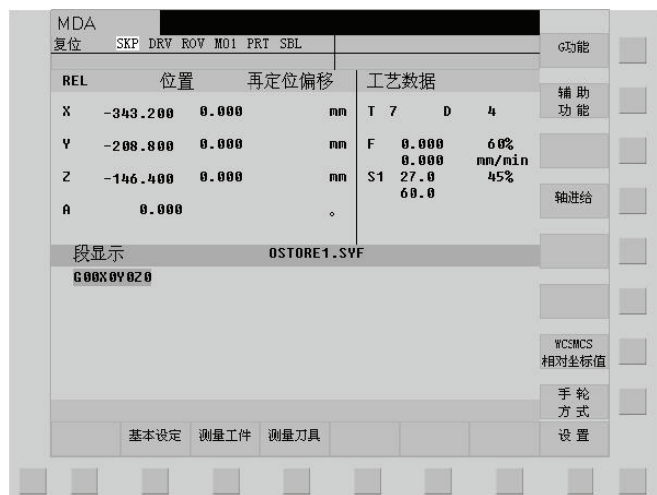 MDA
复位 SKP DRV ROV M01 PRT SBL
G功能
REL 位置 再定位偏移 工艺数据
辅 助
功 能
X -343.200 0.000 mm T 7 D 4
Y -208.800 0.000 mm F 0.000 60%
0.000 mm/min
Z -146.400 0.000 mm S1 27.0 45%
60.0
轴进给
A 0.000 °
段显示 OSTORE1.SYF
G00X0Y0Z0
WCSMCS
相对坐标值
手 轮
方 式
基本设定 测量工件 测量刀具 设 置